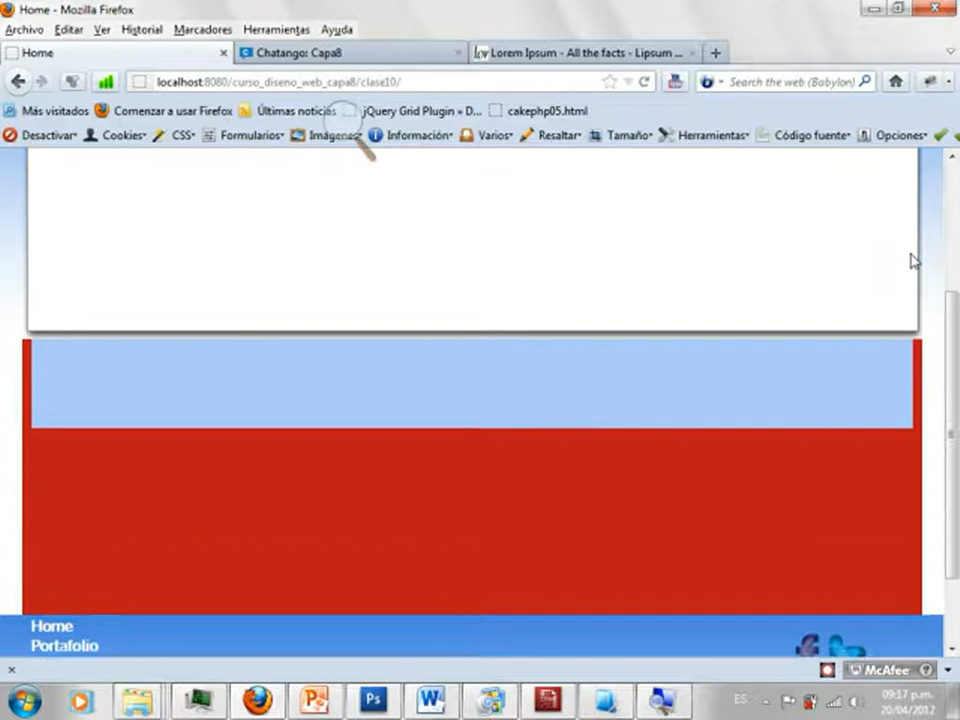 Home - Mozilla Firefox
Archivo Editar Ver Historial Marcadores Herramientas Ayuda
Home × Chatango: Capa8 × Lorem Ipsum - All the facts - Lipsum ... × +
localhost:8080/curso_diseno_web_capa8/clase10/ Search the web (Babylon)
Más visitados Comenzar a usar Firefox Últimas noticias jQuery Grid Plugin » D... cakephp05.html
Desactivar Cookies CSS Formularios Imágenes Información Varios Resaltar Tamaño Herramientas Código fuente Opciones
Home
Portafolio
× McAfee ?
ES 09:17 p.m.
20/04/2012